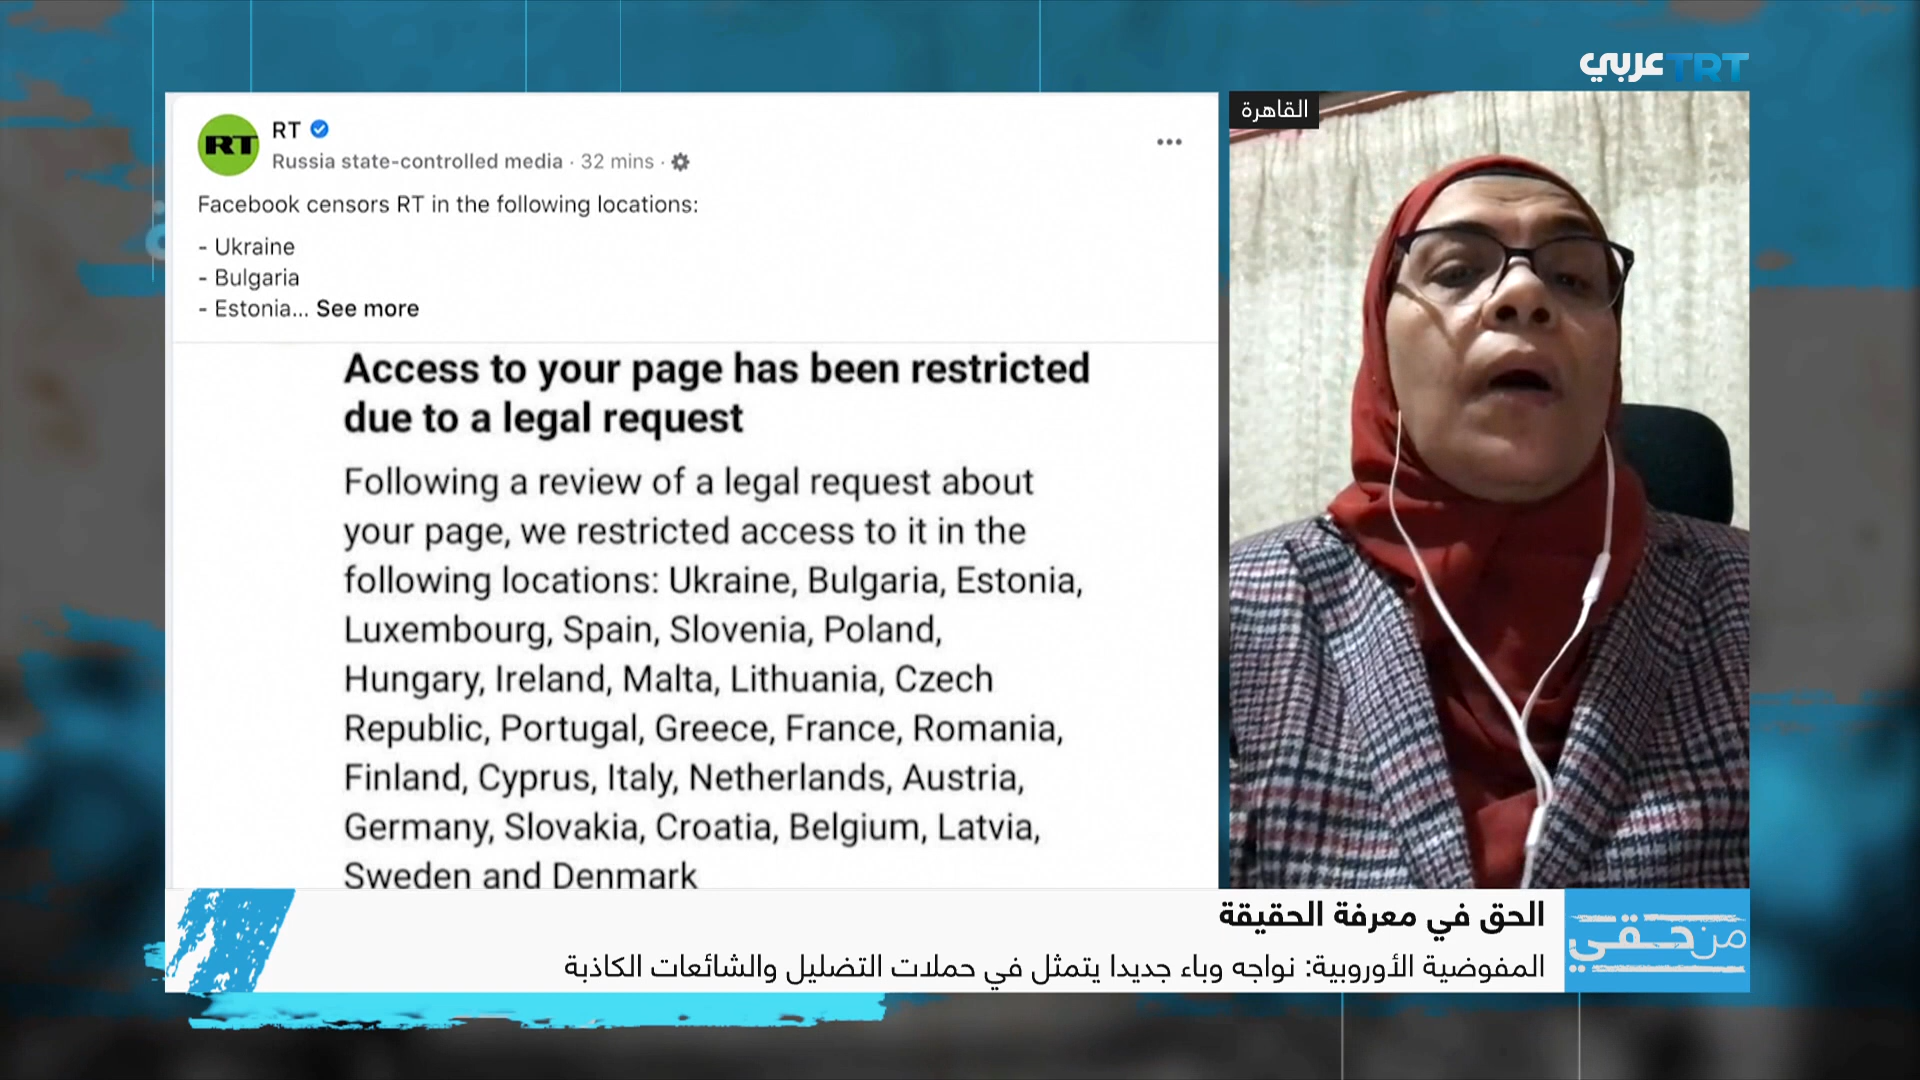 TRT عربي
القاهرة
RT
RT
Russia state-controlled media · 32 mins ·
Facebook censors RT in the following locations:
- Ukraine
- Bulgaria
- Estonia... See more
Access to your page has been restricted
due to a legal request
Following a review of a legal request about
your page, we restricted access to it in the
following locations: Ukraine, Bulgaria, Estonia,
Luxembourg, Spain, Slovenia, Poland,
Hungary, Ireland, Malta, Lithuania, Czech
Republic, Portugal, Greece, France, Romania,
Finland, Cyprus, Italy, Netherlands, Austria,
Germany, Slovakia, Croatia, Belgium, Latvia,
Sweden and Denmark
من حقي
الحق في معرفة الحقيقة
المفوضية الأوروبية: نواجه وباء جديدا يتمثل في حملات التضليل والشائعات الكاذبة